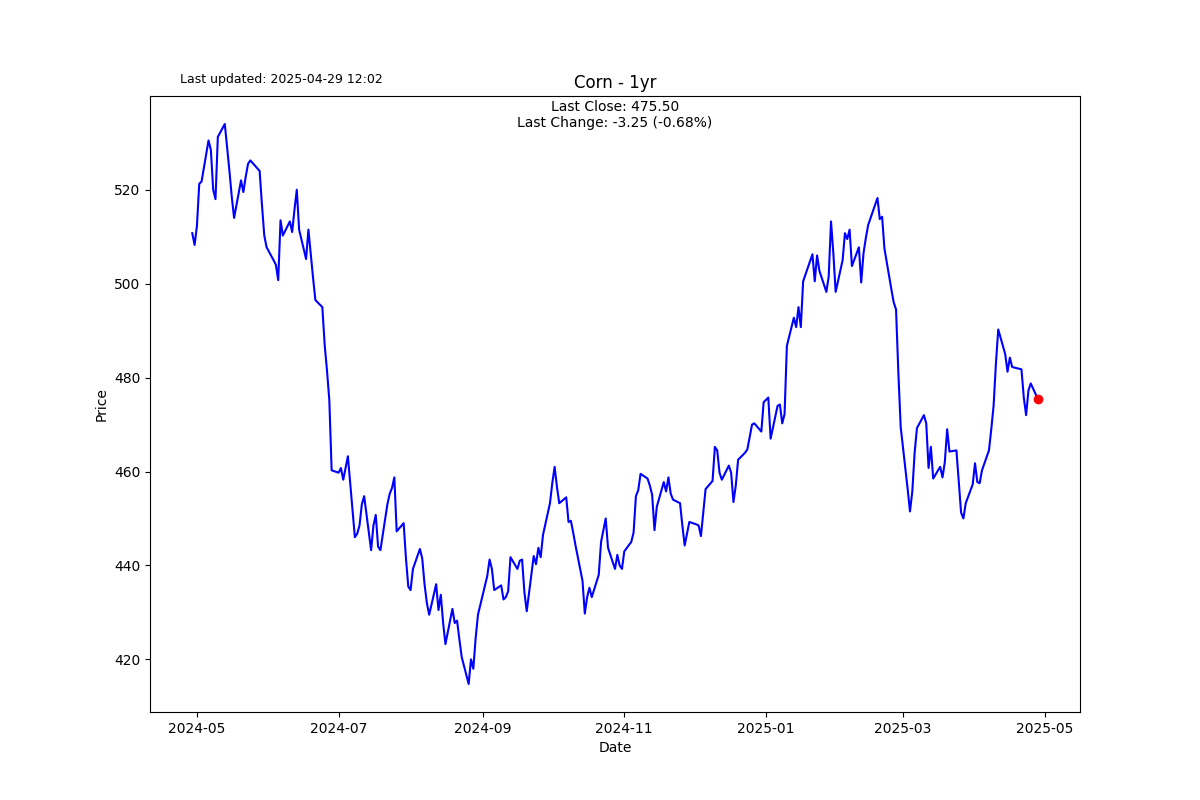 Last updated: 2025-04-29 12:02
Corn - 1yr
Last Close: 475.50
Last Change: -3.25 (-0.68%)
Price
520
500
480
460
440
420
2024-05
2024-07
2024-09
2024-11
2025-01
2025-03
2025-05
Date